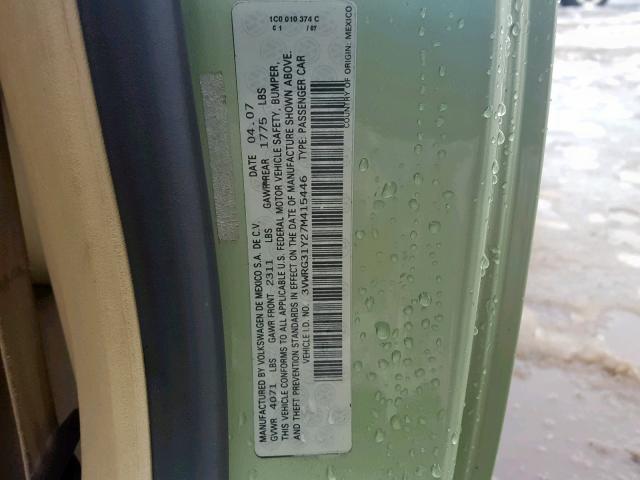 1C0 010 374 C
C 1 / 07
MANUFACTURED BY VOLKSWAGEN DE MEXICO S.A. DE C.V. DATE 04.07
GVWR 4071 LBS GAWR FRONT 2311 LBS GAWR REAR 1775 LBS
THIS VEHICLE CONFORMS TO ALL APPLICABLE U.S. FEDERAL MOTOR VEHICLE SAFETY, BUMPER,
AND THEFT PREVENTION STANDARDS IN EFFECT ON THE DATE OF MANUFACTURE SHOWN ABOVE.
VEHICLE I.D. NO. 3VWRG31Y27M415446 TYPE: PASSENGER CAR
COUNTRY OF ORIGIN: MEXICO